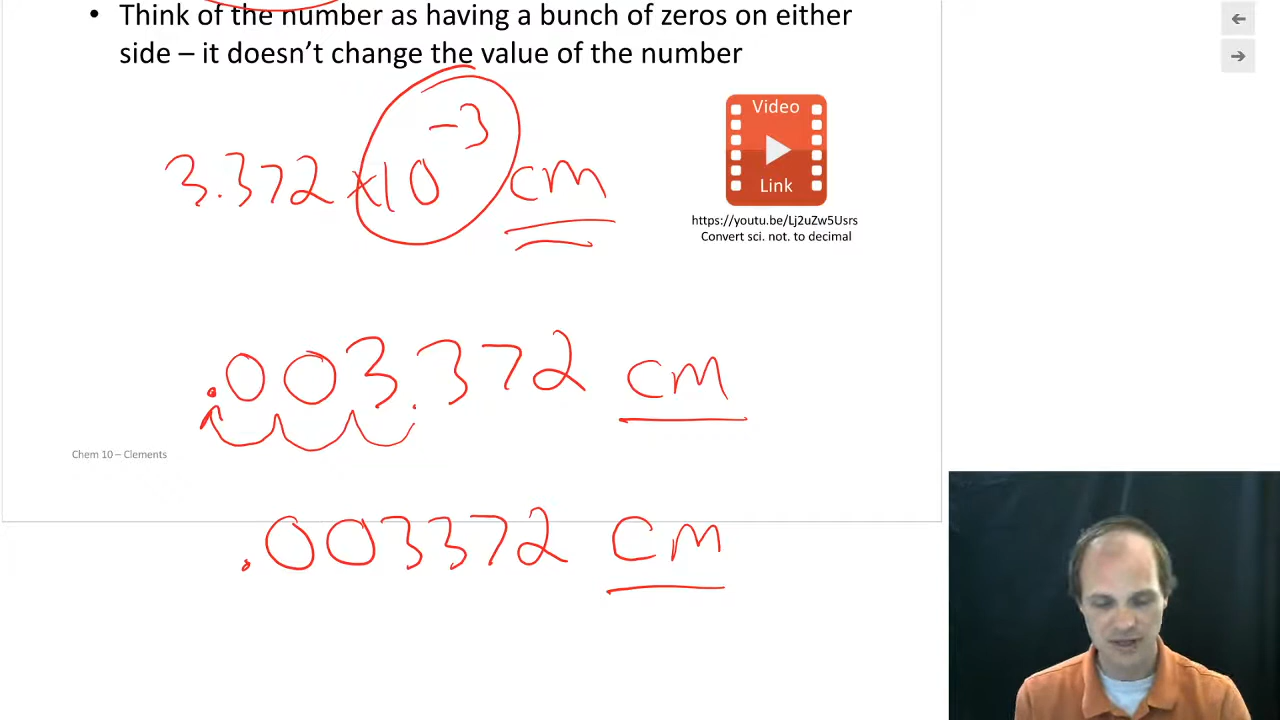 • Think of the number as having a bunch of zeros on either
side – it doesn't change the value of the number
3.372 x10⁻³ cm
Video
Link
https://youtu.be/Lj2uZw5Usrs
Convert sci. not. to decimal
.003.372 cm
Chem 10 – Clements
.003372 cm